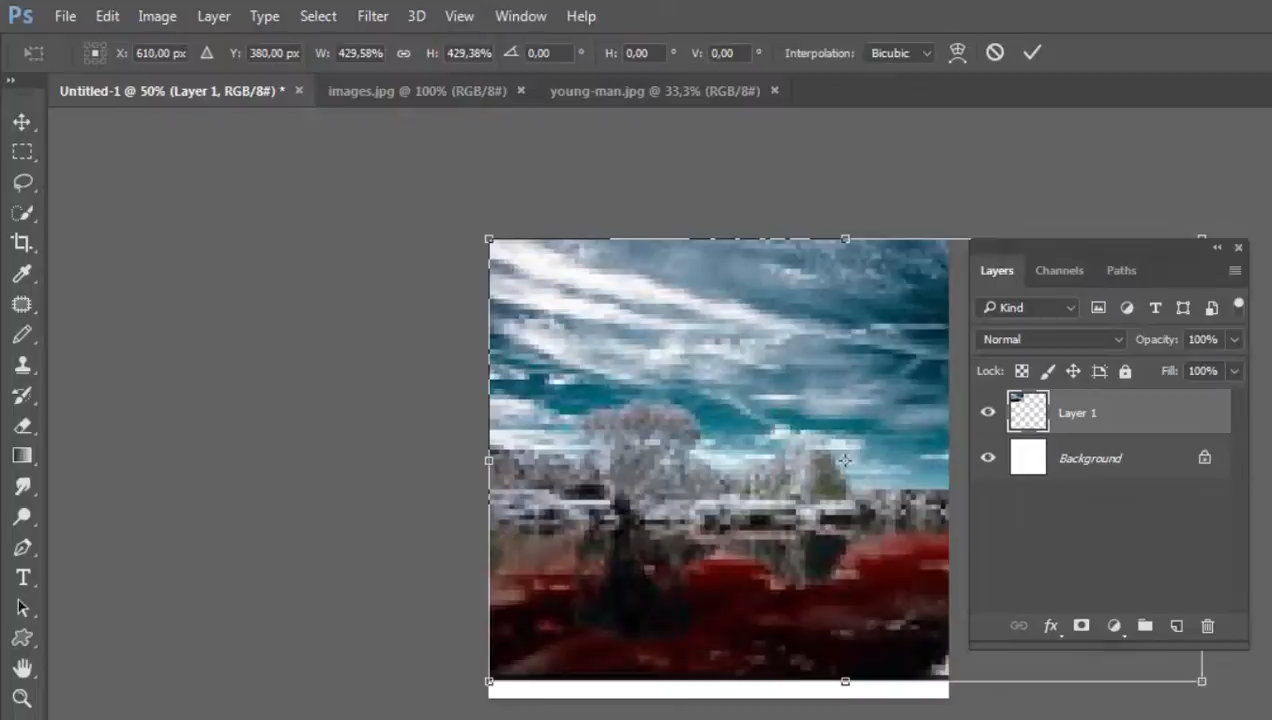 Ps File Edit Image Layer Type Select Filter 3D View Window Help
X: 610,00 px Y: 380,00 px W: 429,58% H: 429,38% 0,00 ° H: 0,00 ° V: 0,00 ° Interpolation: Bicubic
Untitled-1 @ 50% (Layer 1, RGB/8#) * × images.jpg @ 100% (RGB/8#) × young-man.jpg @ 33,3% (RGB/8#) ×
Layers Channels Paths
Kind
Normal Opacity: 100%
Lock: Fill: 100%
Layer 1
Background
fx